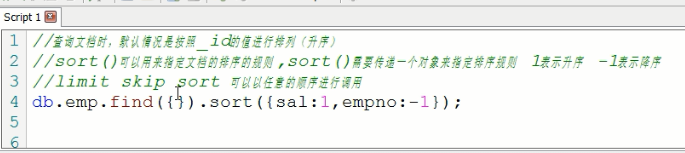 Script 1
1 //查询文档时，默认情况是按照_id的值进行排列（升序）
2 //sort()可以用来指定文档的排序的规则,sort()需要传递一个对象来指定排序规则 1表示升序 -1表示降序
3 //limit skip sort 可以以任意的顺序进行调用
4 db.emp.find({}).sort({sal:1,empno:-1});
5
6